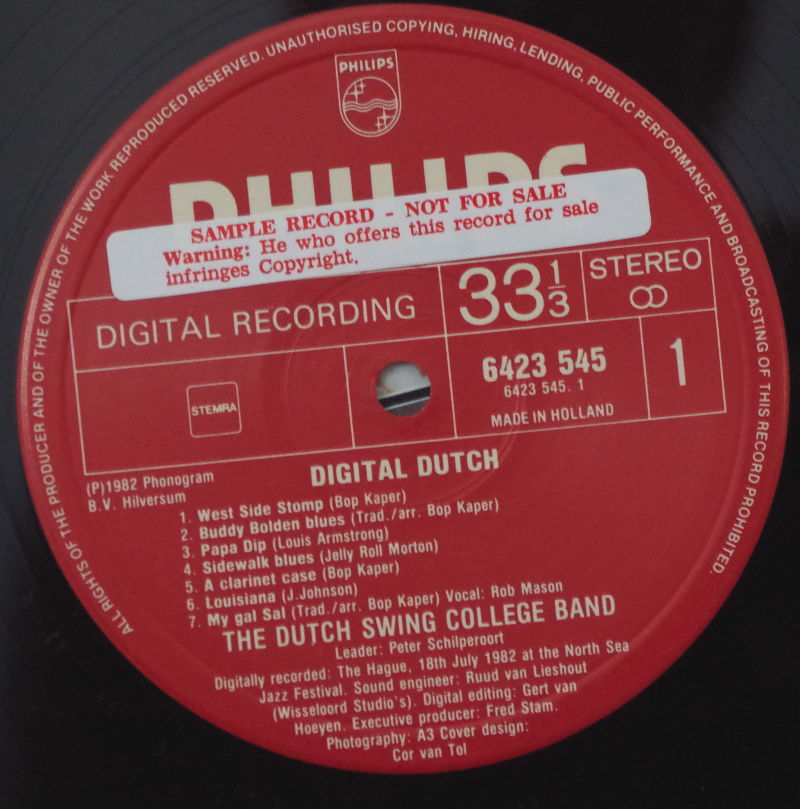 ALL RIGHTS OF THE PRODUCER AND OF THE OWNER OF THE WORK REPRODUCED RESERVED. UNAUTHORISED COPYING, HIRING, LENDING, PUBLIC PERFORMANCE AND BROADCASTING OF THIS RECORD PROHIBITED.
PHILIPS
PHILIPS
SAMPLE RECORD - NOT FOR SALE
Warning: He who offers this record for sale
infringes Copyright.
DIGITAL RECORDING
33 1/3
STEREO
STEMRA
6423 545
6423 545. 1
MADE IN HOLLAND
1
DIGITAL DUTCH
(P)1982 Phonogram
B.V. Hilversum
1. West Side Stomp (Bop Kaper)
2. Buddy Bolden blues (Trad./arr. Bop Kaper)
3. Papa Dip (Louis Armstrong)
4. Sidewalk blues (Jelly Roll Morton)
5. A clarinet case (Bop Kaper)
6. Louisiana (J.Johnson)
7. My gal Sal (Trad./arr. Bop Kaper) Vocal: Rob Mason
THE DUTCH SWING COLLEGE BAND
Leader: Peter Schilperoort
Digitally recorded: The Hague, 18th July 1982 at the North Sea
Jazz Festival. Sound engineer: Ruud van Lieshout
(Wisseloord Studio's). Digital editing: Gert van
Hoeyen. Executive producer: Fred Stam.
Photography: A3 Cover design:
Cor van Tol